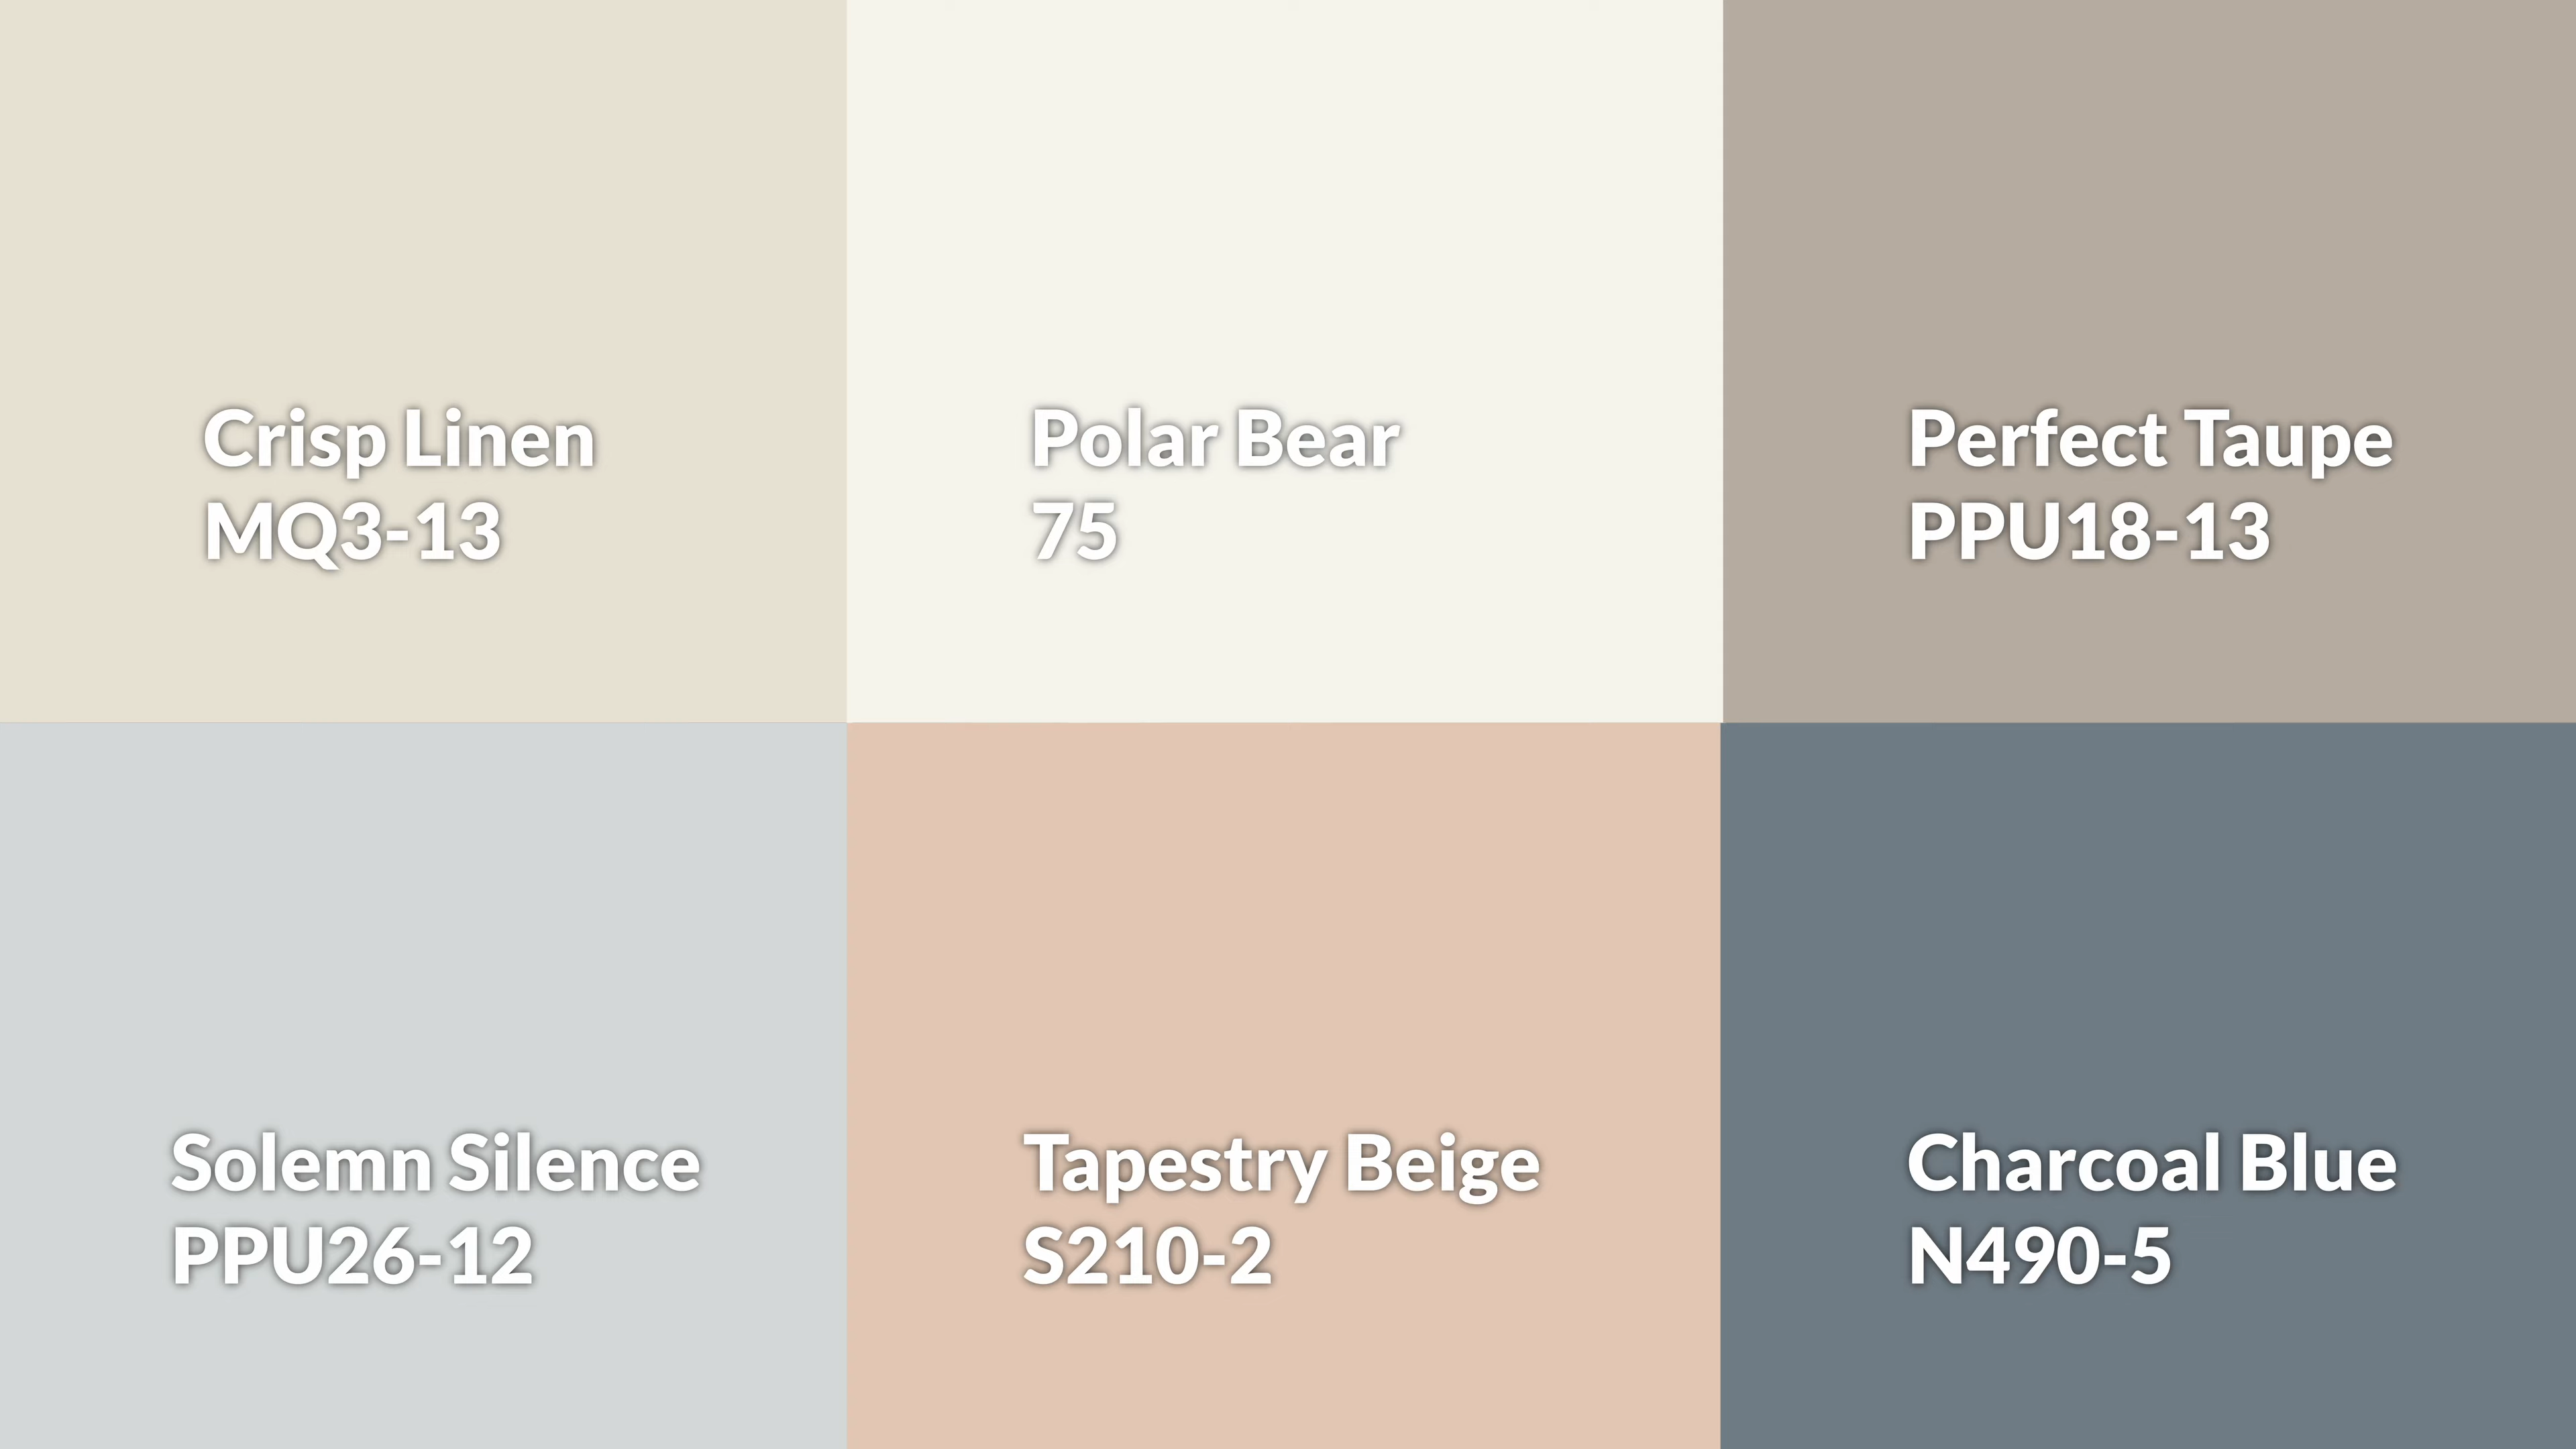 Crisp Linen
MQ3-13
Polar Bear
75
Perfect Taupe
PPU18-13
Solemn Silence
PPU26-12
Tapestry Beige
S210-2
Charcoal Blue
N490-5